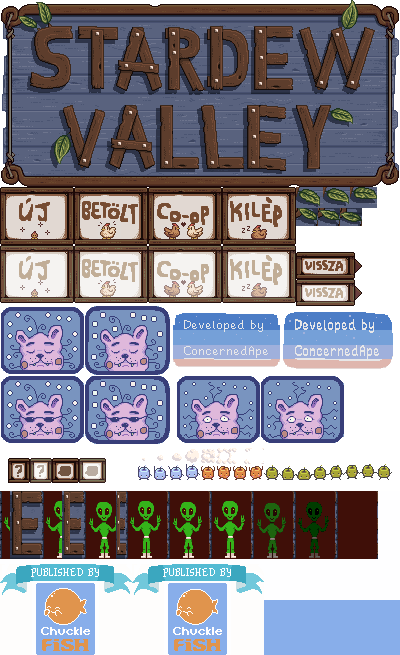 STARDEW
VALLEY
ÚJ BETÖLT CO-OP KILÉP
ÚJ BETÖLT CO-OP KILÉP
VISSZA
VISSZA
Developed by
ConcernedApe
Developed by
ConcernedApe
? ?
E E
PUBLISHED BY PUBLISHED BY
Chuckle
FISH
Chuckle
FISH